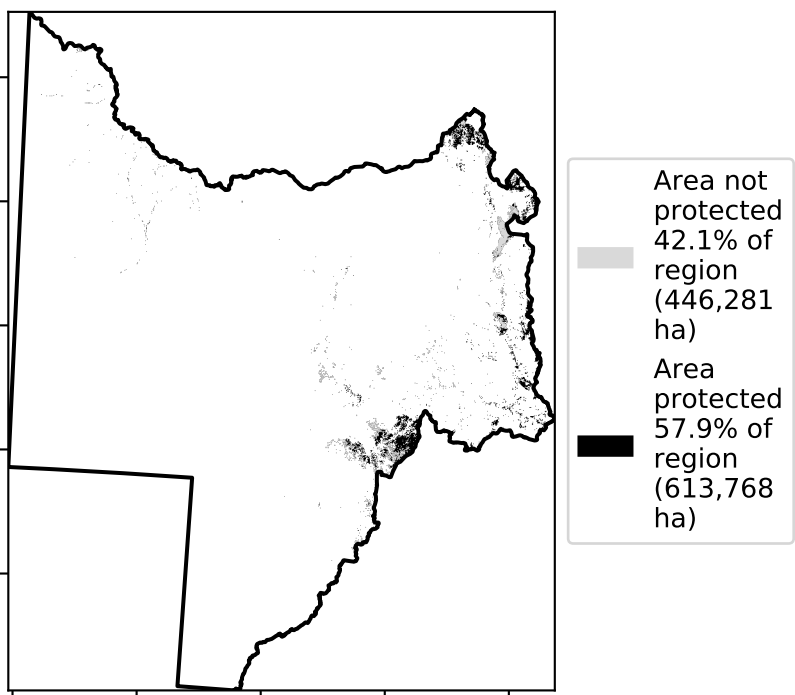 Area not
protected
42.1% of
region
(446,281
ha)
Area
protected
57.9% of
region
(613,768
ha)